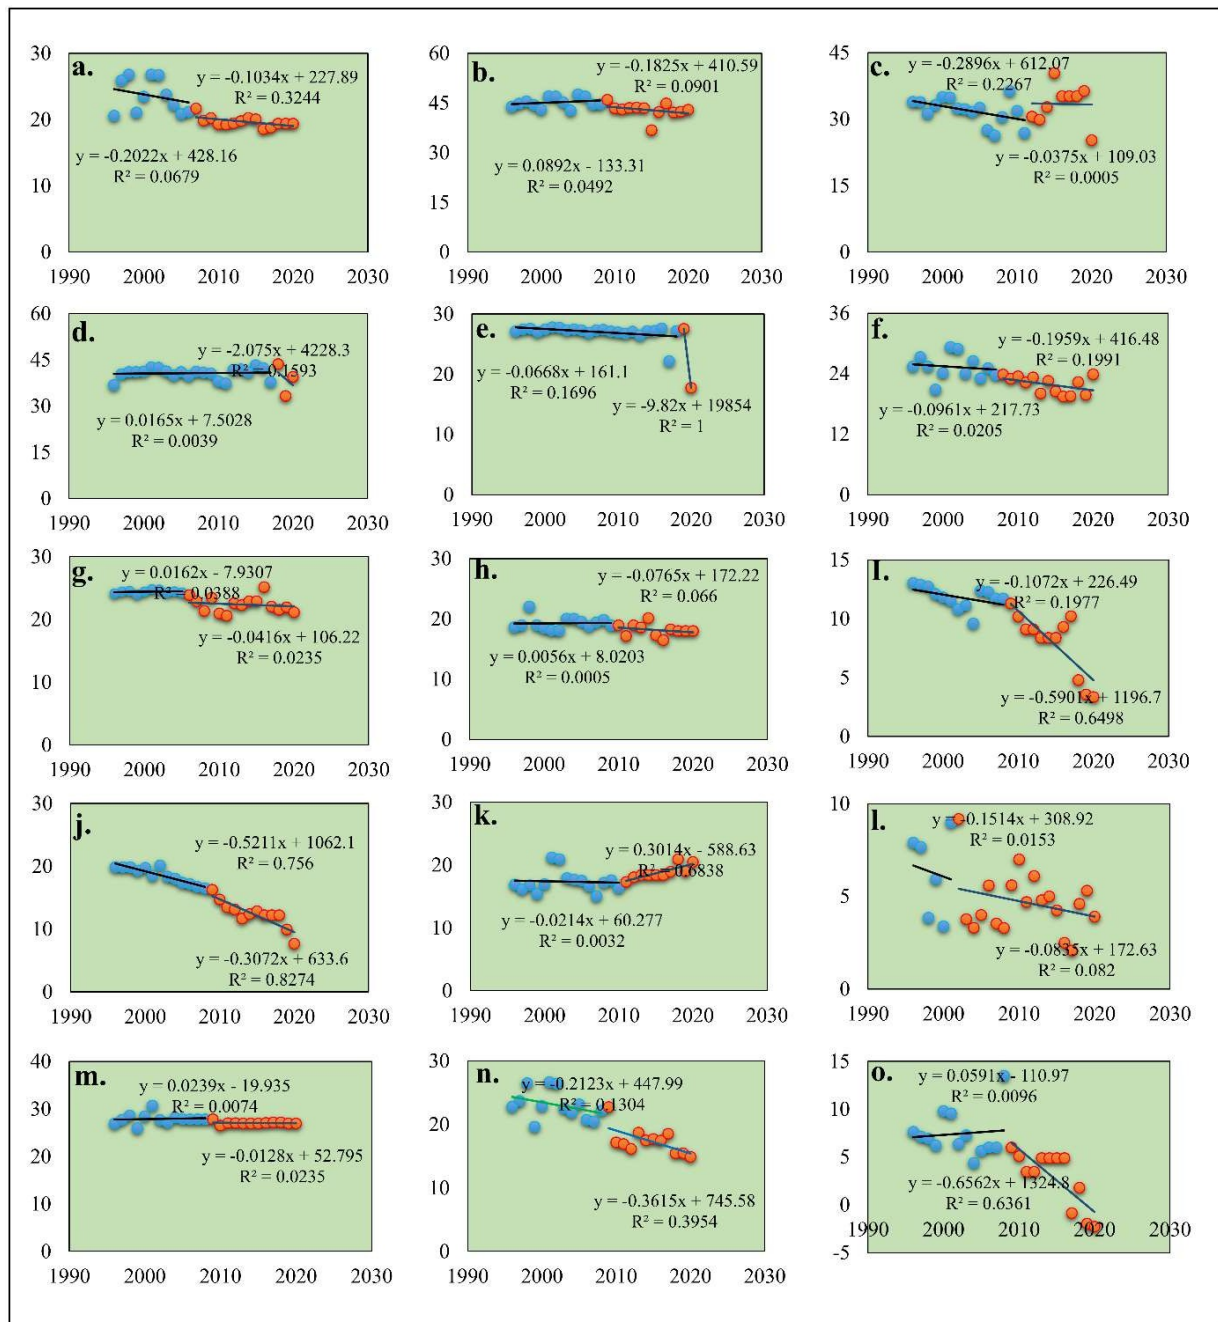 a.
30
20
10
0
y = -0.1034x + 227.89
R² = 0.3244
y = -0.2022x + 428.16
R² = 0.0679
1990 2000 2010 2020 2030
b.
60
45
30
15
0
y = -0.1825x + 410.59
R² = 0.0901
y = 0.0892x - 133.31
R² = 0.0492
1990 2000 2010 2020 2030
c.
45
30
15
0
y = -0.2896x + 612.07
R² = 0.2267
y = -0.0375x + 109.03
R² = 0.0005
1990 2000 2010 2020 2030
d.
60
45
30
15
0
y = -2.075x + 4228.3
R² = 0.1593
y = 0.0165x + 7.5028
R² = 0.0039
1990 2000 2010 2020 2030
e.
30
20
10
0
y = -0.0668x + 161.1
R² = 0.1696
y = -9.82x + 19854
R² = 1
1990 2000 2010 2020 2030
f.
36
24
12
0
y = -0.1959x + 416.48
R² = 0.1991
y = -0.0961x + 217.73
R² = 0.0205
1990 2000 2010 2020 2030
g.
30
20
10
0
y = 0.0162x - 7.9307
R² = 0.0388
y = -0.0416x + 106.22
R² = 0.0235
1990 2000 2010 2020 2030
h.
30
20
10
0
y = -0.0765x + 172.22
R² = 0.066
y = 0.0056x + 8.0203
R² = 0.0005
1990 2000 2010 2020 2030
I.
15
10
5
0
y = -0.1072x + 226.49
R² = 0.1977
y = -0.5901x + 1196.7
R² = 0.6498
1990 2000 2010 2020 2030
j.
30
20
10
0
y = -0.5211x + 1062.1
R² = 0.756
y = -0.3072x + 633.6
R² = 0.8274
1990 2000 2010 2020 2030
k.
30
20
10
0
y = 0.3014x - 588.63
R² = 0.6838
y = -0.0214x + 60.277
R² = 0.0032
1990 2000 2010 2020 2030
l.
10
5
0
y = -0.1514x + 308.92
R² = 0.0153
y = -0.0835x + 172.63
R² = 0.082
1990 2000 2010 2020 2030
m.
40
30
20
10
0
y = 0.0239x - 19.935
R² = 0.0074
y = -0.0128x + 52.795
R² = 0.0235
1990 2000 2010 2020 2030
n.
30
20
10
0
y = -0.2123x + 447.99
R² = 0.1304
y = -0.3615x + 745.58
R² = 0.3954
1990 2000 2010 2020 2030
o.
15
10
5
0
-5
y = 0.0591x - 110.97
R² = 0.0096
y = -0.6562x + 1324.8
R² = 0.6361
1990 2000 2010 2020 2030